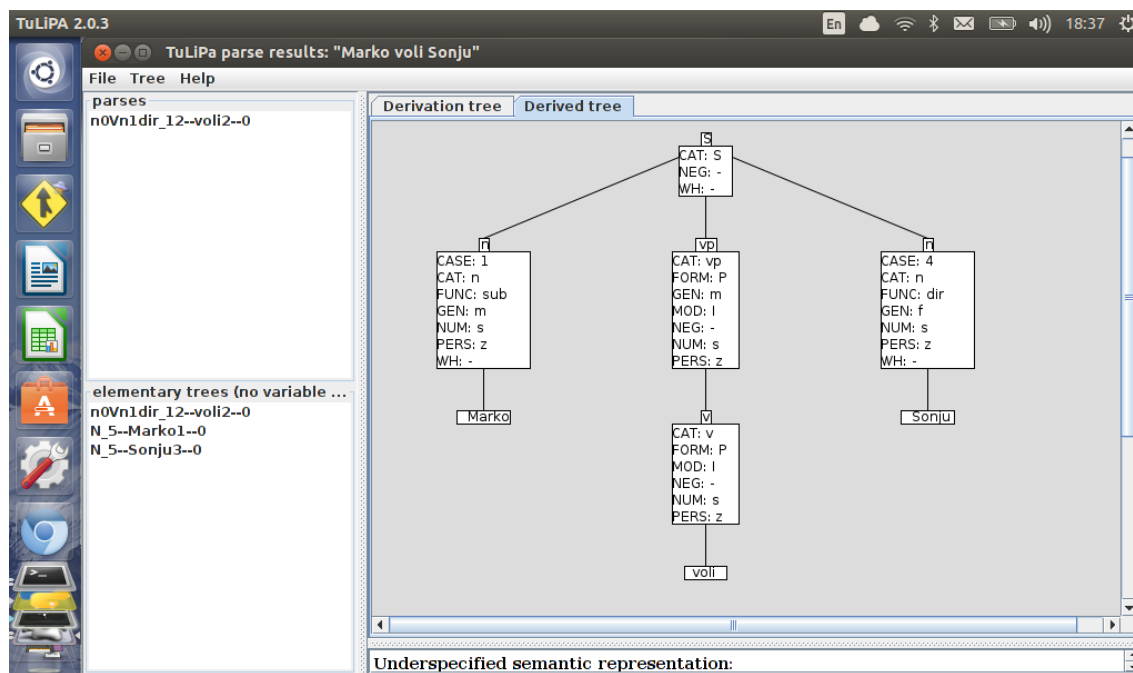 TuLiPA 2.0.3
En
18:37
TuLiPa parse results: "Marko voli Sonju"
File Tree Help
parses
n0Vn1dir_12--voli2--0
elementary trees (no variable ...
n0Vn1dir_12--voli2--0
N_5--Marko1--0
N_5--Sonju3--0
Derivation tree
Derived tree
S
CAT: S
NEG: -
WH: -
n
CASE: 1
CAT: n
FUNC: sub
GEN: m
NUM: s
PERS: z
WH: -
Marko
vp
CAT: vp
FORM: P
GEN: m
MOD: I
NEG: -
NUM: s
PERS: z
v
CAT: v
FORM: P
MOD: I
NEG: -
NUM: s
PERS: z
voli
n
CASE: 4
CAT: n
FUNC: dir
GEN: f
NUM: s
PERS: z
WH: -
Sonju
Underspecified semantic representation: